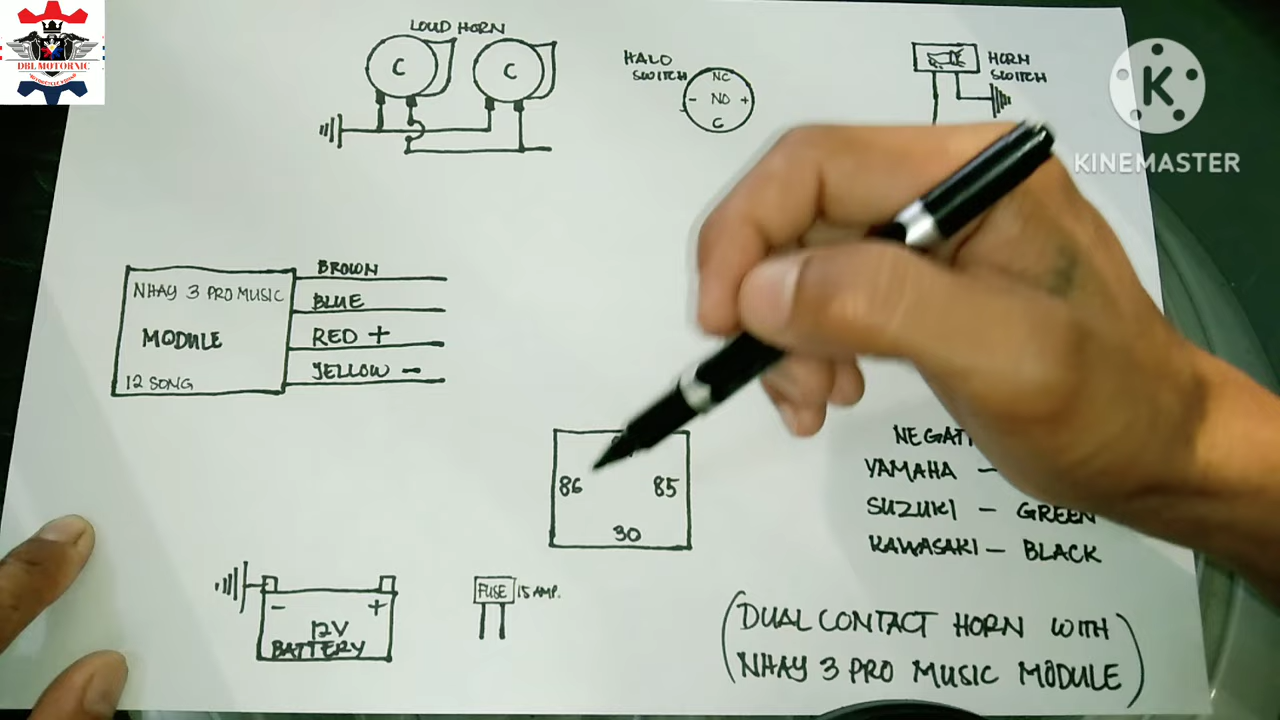 DBL MOTORNIC
LOUD HORN
C
C
HALO
SWITCH
NC
- NO +
C
HORN
SWITCH
K
KINEMASTER
BROWN
BLUE
RED +
YELLOW -
NHAY 3 PRO MUSIC
MODULE
12 SONG
86
85
30
YAMAHA –
SUZUKI – GREEN
KAWASAKI – BLACK
- +
12V
BATTERY
FUSE 15 AMP.
(DUAL CONTACT HORN WITH
NHAY 3 PRO MUSIC MODULE)